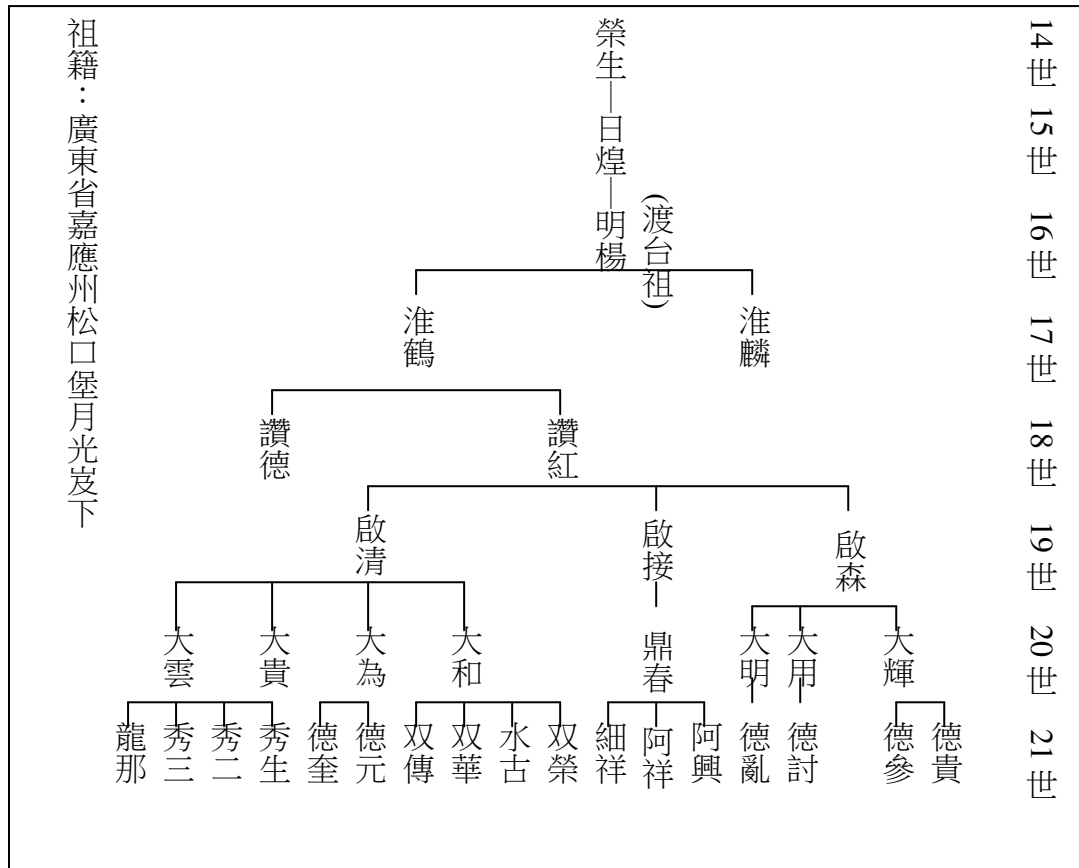 14世 15世 16世 17世 18世 19世 20世 21世
榮生—日煌—明楊
(渡台祖)
淮麟
淮鶴
讚紅
讚德
啟森
啟接
啟清
大輝
大用
大明
鼎春
大和
大為
大貴
大雲
德貴
德參
德討
德亂
阿興
阿祥
細祥
双榮
水古
双華
双傳
德元
德奎
秀生
秀二
秀三
龍那
祖籍：廣東省嘉應州松口堡月光岌下